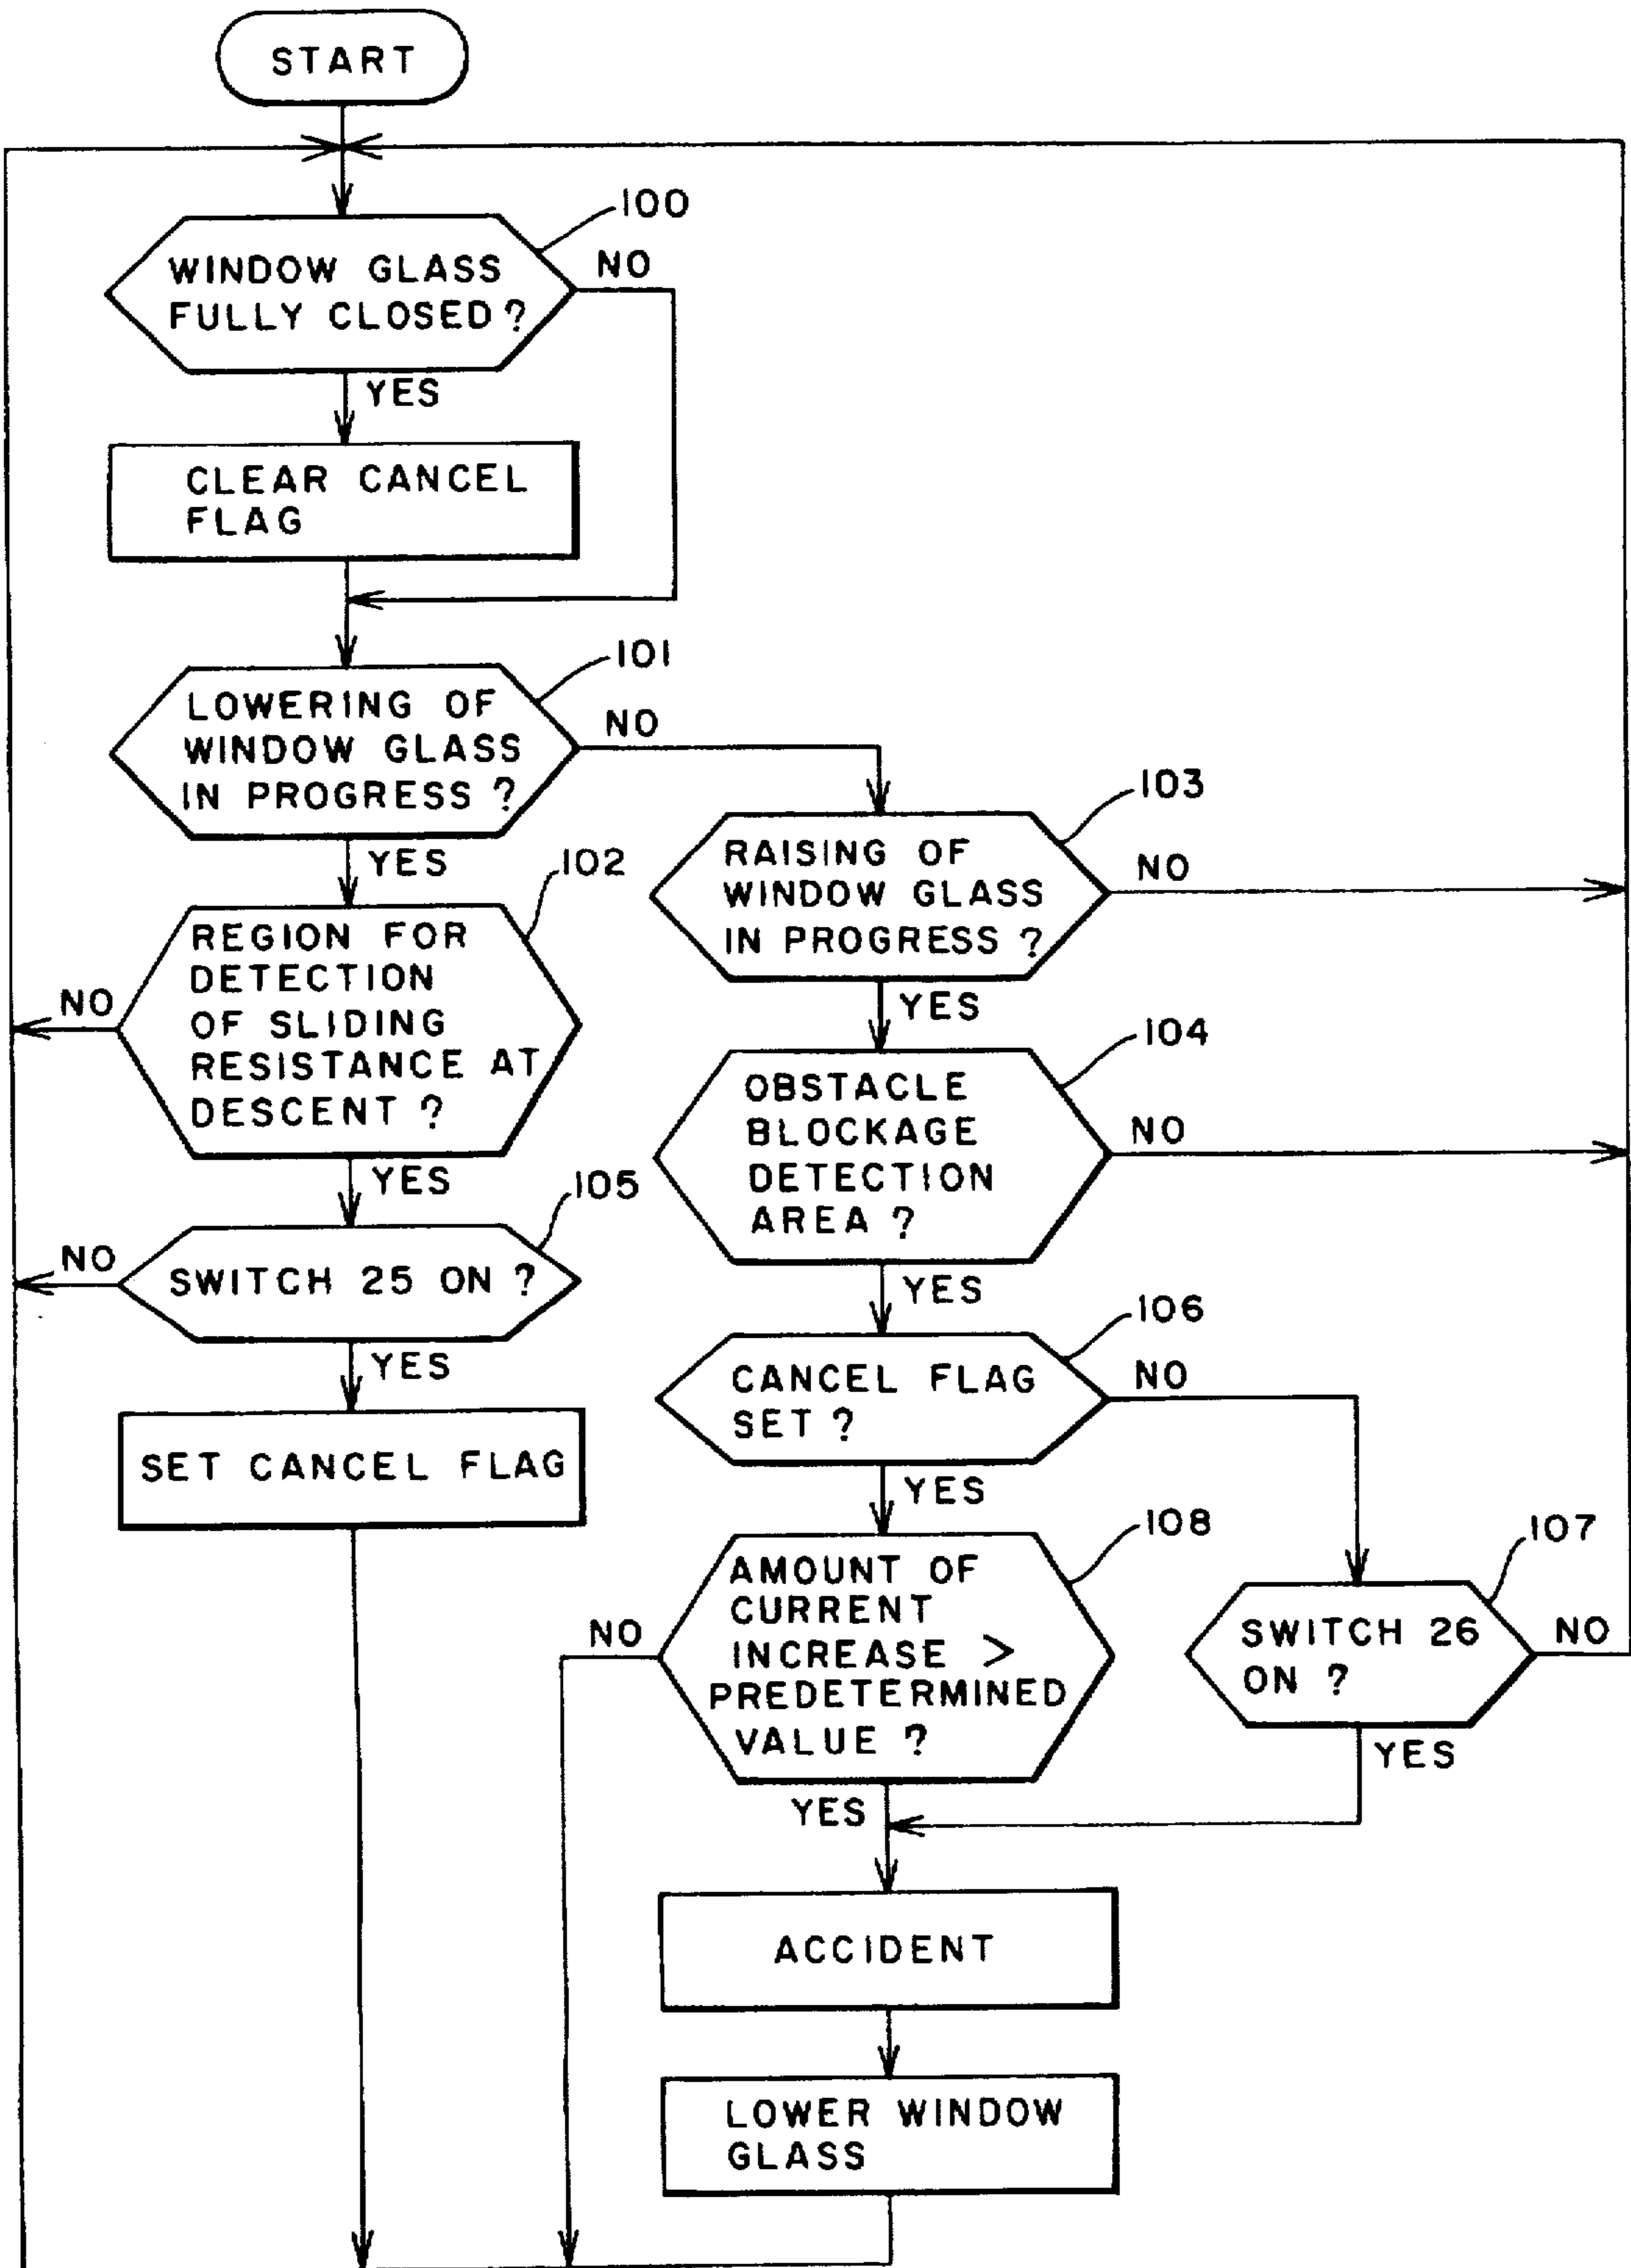 START
100
WINDOW GLASS
FULLY CLOSED ?
NO
YES
CLEAR CANCEL
FLAG
101
LOWERING OF
WINDOW GLASS
IN PROGRESS ?
NO
YES
103
RAISING OF
WINDOW GLASS
IN PROGRESS ?
NO
YES
102
REGION FOR
DETECTION
OF SLIDING
RESISTANCE AT
DESCENT ?
NO
YES
104
OBSTACLE
BLOCKAGE
DETECTION
AREA ?
NO
YES
105
SWITCH 25 ON ?
NO
YES
SET CANCEL FLAG
106
CANCEL FLAG
SET ?
NO
YES
108
AMOUNT OF
CURRENT
INCREASE >
PREDETERMINED
VALUE ?
NO
YES
107
SWITCH 26
ON ?
NO
YES
ACCIDENT
LOWER WINDOW
GLASS